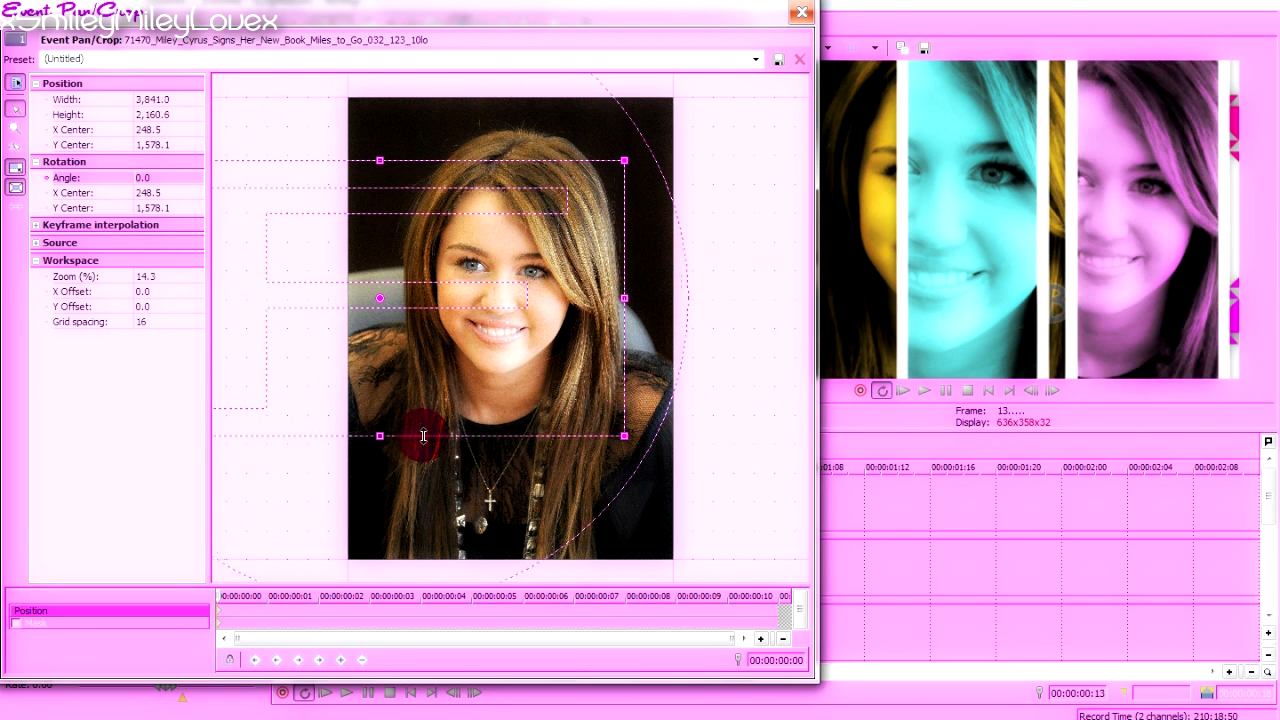 Event Pan/Crop
xSmileyMileyLovex
Event Pan/Crop: 71470_Miley_Cyrus_Signs_Her_New_Book_Miles_to_Go_032_123_10lo
Preset: (Untitled)
Position
Width: 3,841.0
Height: 2,160.6
X Center: 248.5
Y Center: 1,578.1
Rotation
Angle: 0.0
X Center: 248.5
Y Center: 1,578.1
Keyframe interpolation
Source
Workspace
Zoom (%): 14.3
X Offset: 0.0
Y Offset: 0.0
Grid spacing: 16
Frame: 13.....
Display: 636x358x32
:01:08 00:00:01:12 00:00:01:16 00:00:01:20 00:00:02:00 00:00:02:04 00:00:02:08
00:00:00:00 00:00:00:01 00:00:00:02 00:00:00:03 00:00:00:04 00:00:00:05 00:00:00:06 00:00:00:07 00:00:00:08 00:00:00:09 00:00:00:10 00:
Position
Mask
00:00:00:00
Rate: 0.00
00:00:00:13
Record Time (2 channels): 210:18:50